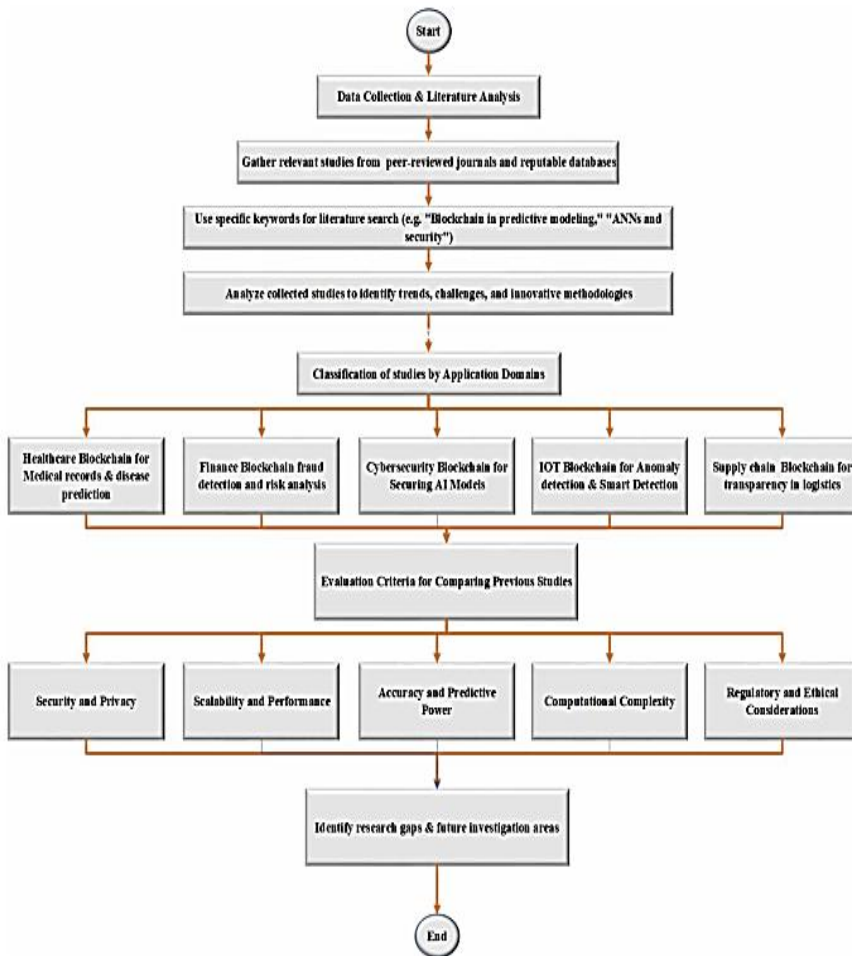 Start
Data Collection & Literature Analysis
Gather relevant studies from peer-reviewed journals and reputable databases
Use specific keywords for literature search (e.g. "Blockchain in predictive modeling," "ANNs and
security")
Analyze collected studies to identify trends, challenges, and innovative methodologies
Classification of studies by Application Domains
Healthcare Blockchain for
Medical records & disease
prediction
Finance Blockchain fraud
detection and risk analysis
Cybersecurity Blockchain for
Securing AI Models
IOT Blockchain for Anomaly
detection & Smart Detection
Supply chain Blockchain for
transparency in logistics
Evaluation Criteria for Comparing Previous Studies
Security and Privacy
Scalability and Performance
Accuracy and Predictive
Power
Computational Complexity
Regulatory and Ethical
Considerations
Identify research gaps & future investigation areas
End